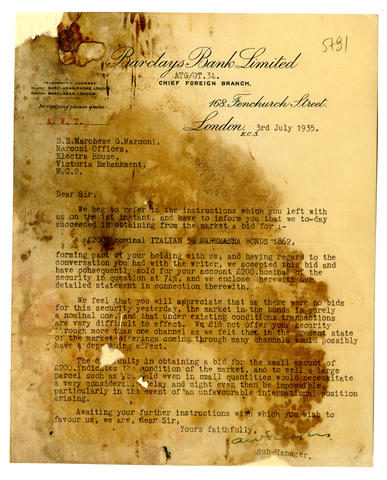 5791
Barclays Bank Limited
ATG/UT.34.
CHIEF FOREIGN BRANCH.
TELEGRAPHIC ADDRESS
INLAND: BARCLADAM, PHONE, LONDON.
FOREIGN: BARCLADAM, LONDON.
In replying please quote
A.W.T.
168, Fenchurch Street,
London, 3rd July 1935.
E.C.3.
S.E. Marchese G. Marconi,
Marconi Offices,
Electra House,
Victoria Embankment,
W.C.2.
Dear Sir,
We beg to refer to the instructions which you left with
us on the 1st instant, and have to inform you that we to-day
succeeded in obtaining from the market a bid for :-
£200. nominal ITALIAN 5% MAREMMANA BONDS 1862,
forming part of your holding with us, and having regard to the
conversation you had with the writer, we accepted this bid and
have consequently sold for your account £200. nominal of the
security in question at 74%, and we enclose herewith our
detailed statement in connection therewith.
We feel that you will appreciate that as there were no bids
for this security yesterday, the market in the bonds is purely
a nominal one, and that under existing conditions transactions
are very difficult to effect. We did not offer your security
through more than one channel as we felt that in the present state
of the market offerings coming through many channels would possibly
have a depressing effect.
The difficulty in obtaining a bid for the small amount of
£200. indicates the condition of the market, and to sell a large
parcel such as yours even in small quantities would necessitate
a very considerable delay and might even then be impossible,
particularly in the event of an unfavourable international position
arising.
Awaiting your further instructions with which you wish to
favour us, we are, dear Sir,
Yours faithfully,
Sub-Manager.